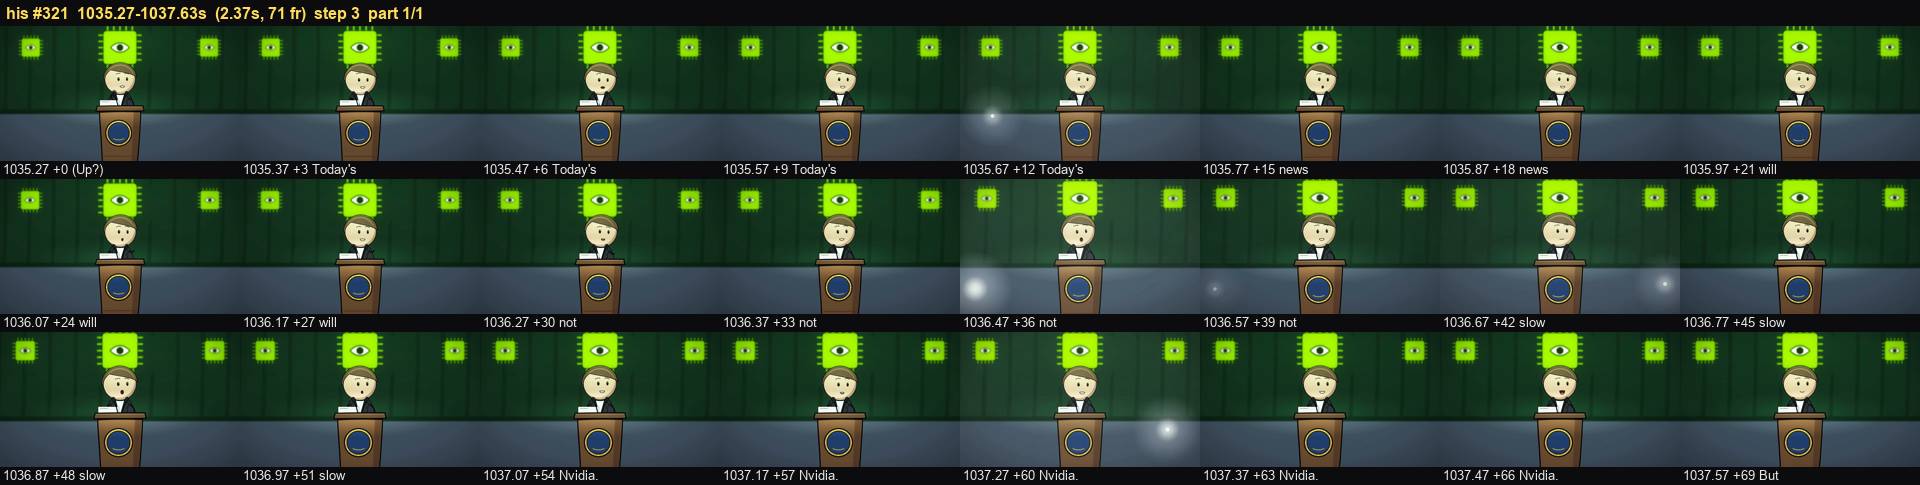 his #321 1035.27-1037.63s (2.37s, 71 fr) step 3 part 1/1
1035.27 +0 (Up?)
1035.37 +3 Today's
1035.47 +6 Today's
1035.57 +9 Today's
1035.67 +12 Today's
1035.77 +15 news
1035.87 +18 news
1035.97 +21 will
1036.07 +24 will
1036.17 +27 will
1036.27 +30 not
1036.37 +33 not
1036.47 +36 not
1036.57 +39 not
1036.67 +42 slow
1036.77 +45 slow
1036.87 +48 slow
1036.97 +51 slow
1037.07 +54 Nvidia.
1037.17 +57 Nvidia.
1037.27 +60 Nvidia.
1037.37 +63 Nvidia.
1037.47 +66 Nvidia.
1037.57 +69 But